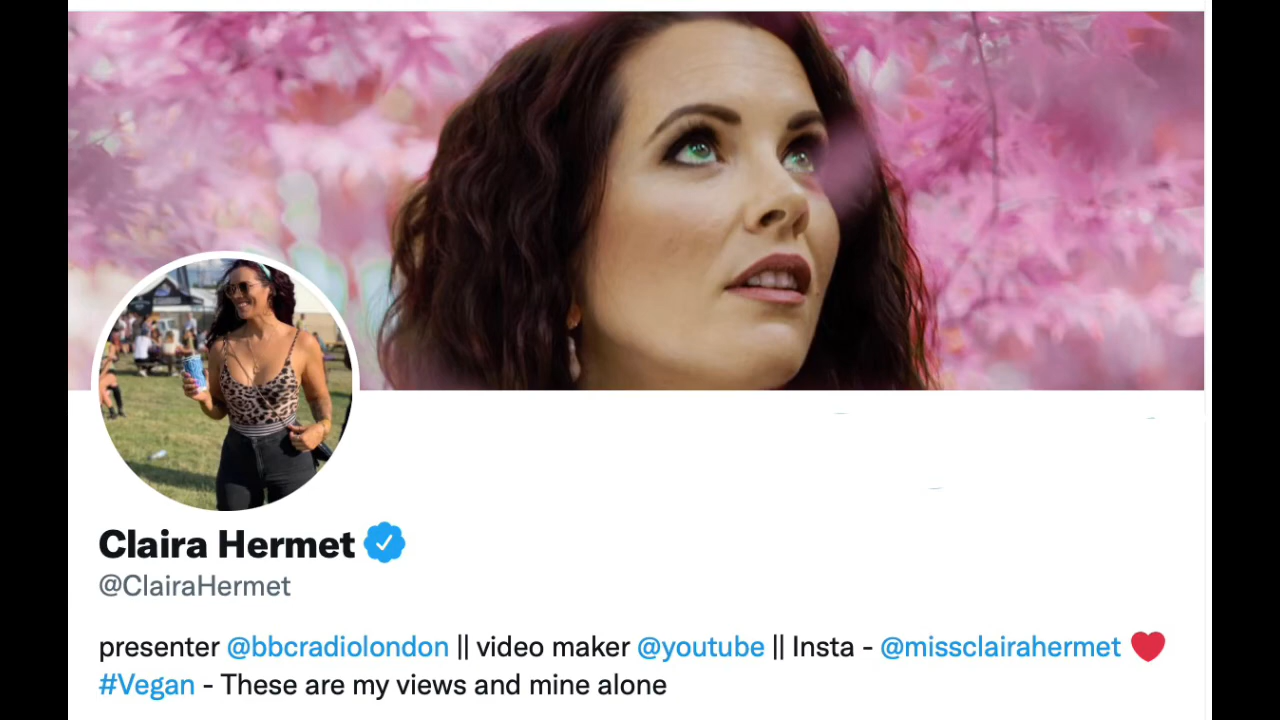 Claira Hermet
@ClairaHermet
presenter @bbcradiolondon || video maker @youtube || Insta - @missclairahermet ❤️
#Vegan - These are my views and mine alone